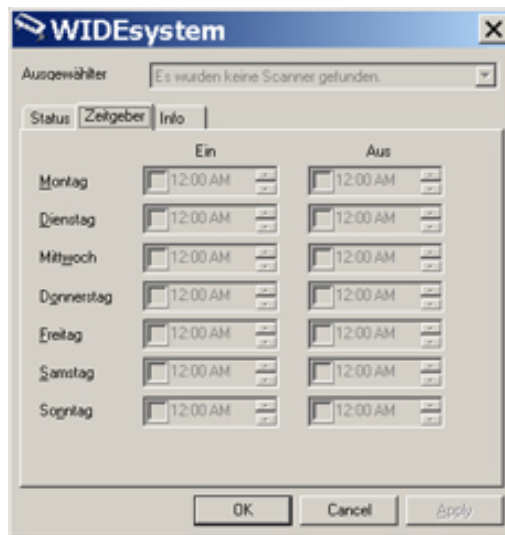 WIDEsystem
Ausgewählter Es wurden keine Scanner gefunden.
Status Zeitgeber Info
Ein Aus
Montag 12:00 AM 12:00 AM
Dienstag 12:00 AM 12:00 AM
Mittwoch 12:00 AM 12:00 AM
Donnerstag 12:00 AM 12:00 AM
Freitag 12:00 AM 12:00 AM
Samstag 12:00 AM 12:00 AM
Sonntag 12:00 AM 12:00 AM
OK Cancel Apply